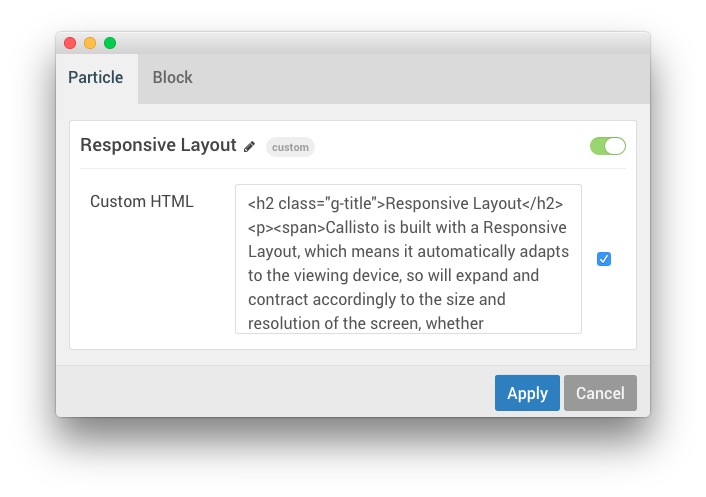 Particle Block
Responsive Layout custom
Custom HTML
<h2 class="g-title">Responsive Layout</h2>
<p><span>Callisto is built with a Responsive
Layout, which means it automatically adapts
to the viewing device, so will expand and
contract accordingly to the size and
resolution of the screen, whether
Apply Cancel